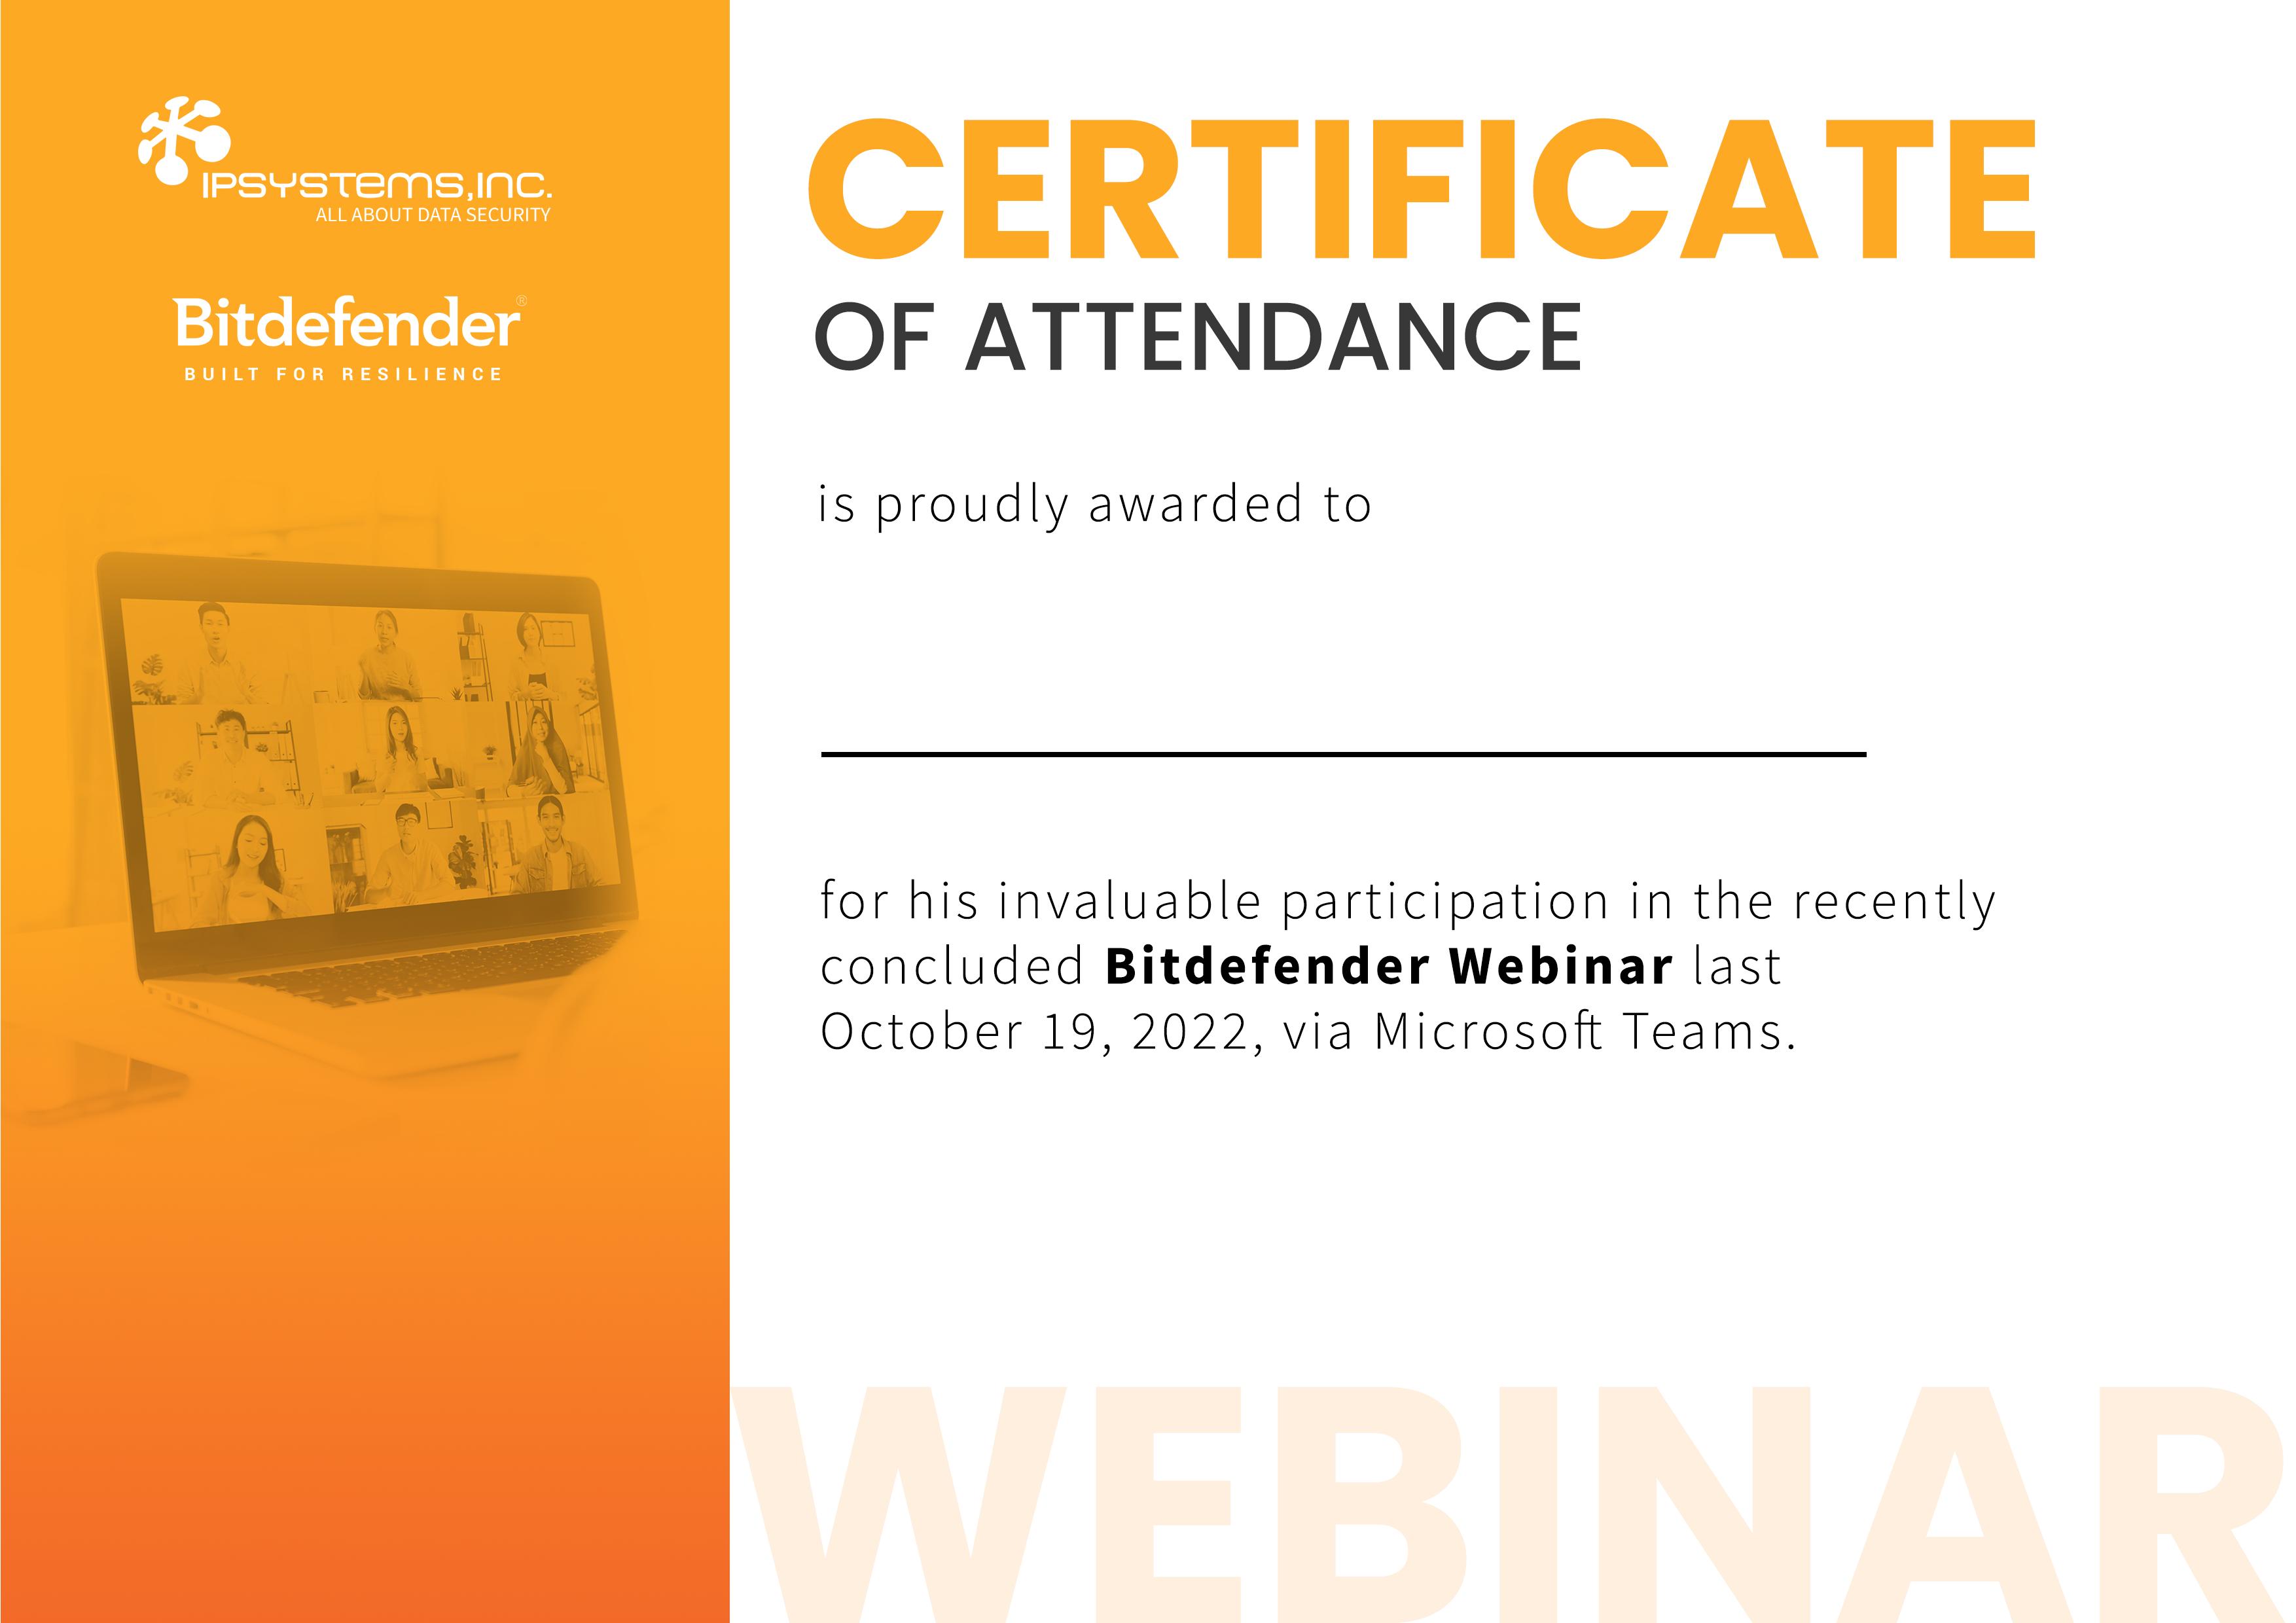 IPSYSTEMS,INC.
ALL ABOUT DATA SECURITY
Bitdefender®
BUILT FOR RESILIENCE
CERTIFICATE
OF ATTENDANCE
is proudly awarded to
for his invaluable participation in the recently
concluded Bitdefender Webinar last
October 19, 2022, via Microsoft Teams.
WEBINAR